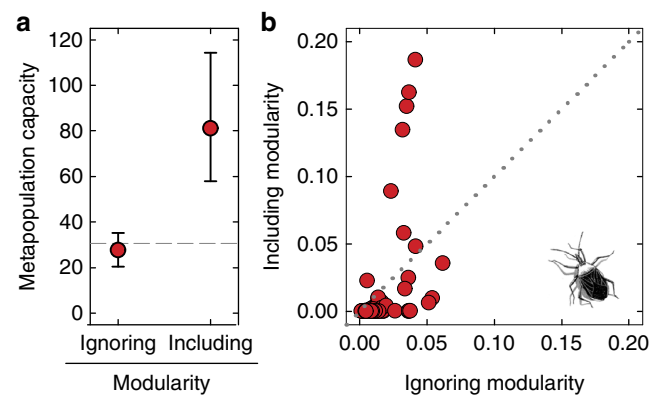 a
Metapopulation capacity
120
100
80
60
40
20
0
Ignoring Including
Modularity
b
Including modularity
0.20
0.15
0.10
0.05
0.00
0.00 0.05 0.10 0.15 0.20
Ignoring modularity